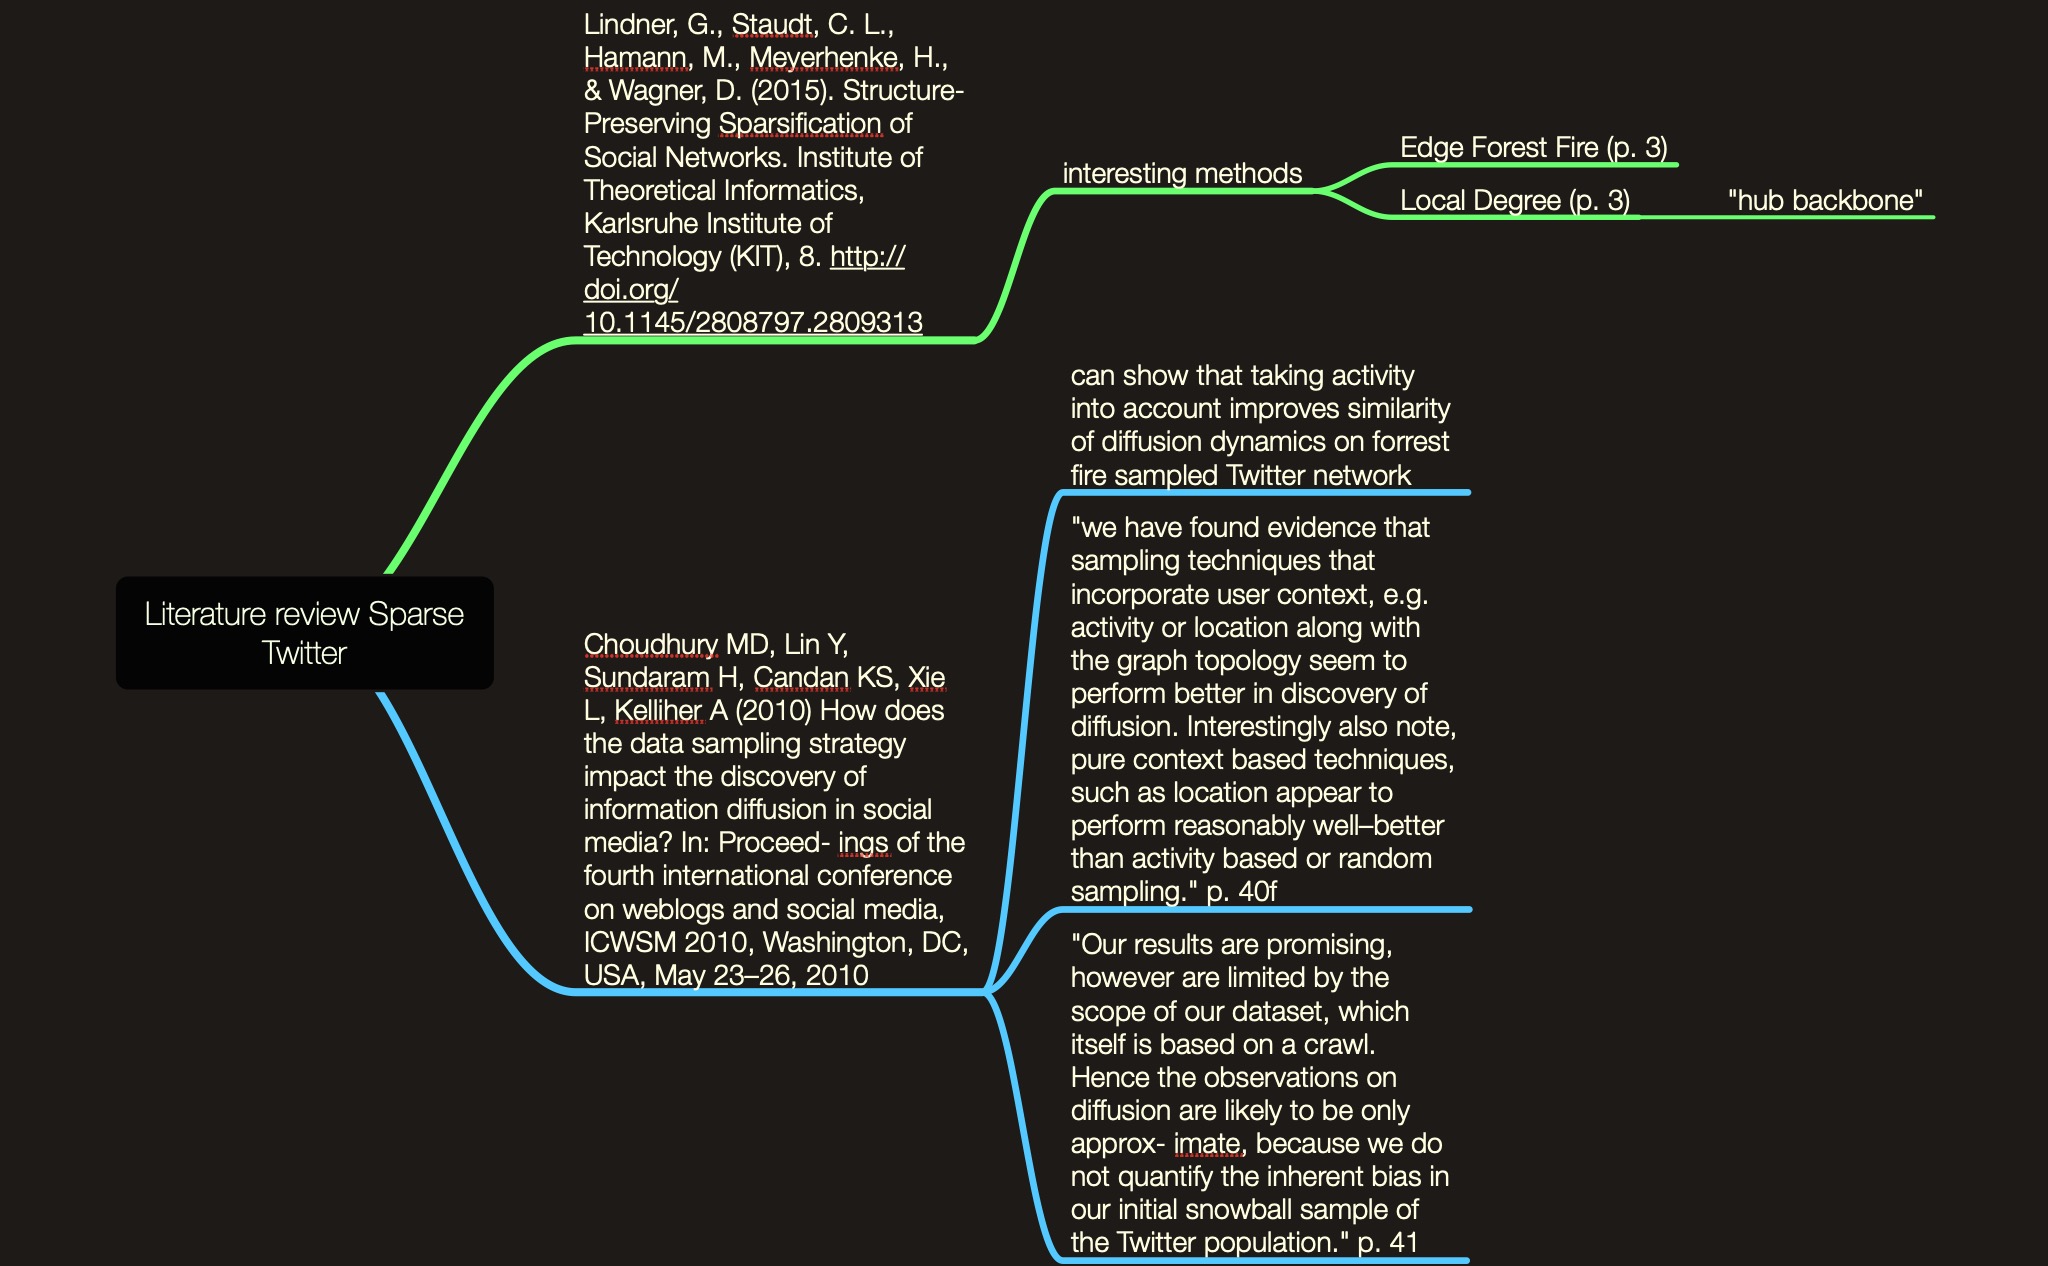 Literature review Sparse
Twitter
Lindner, G., Staudt, C. L.,
Hamann, M., Meyerhenke, H.,
& Wagner, D. (2015). Structure-
Preserving Sparsification of
Social Networks. Institute of
Theoretical Informatics,
Karlsruhe Institute of
Technology (KIT), 8. http://
doi.org/
10.1145/2808797.2809313
interesting methods
Edge Forest Fire (p. 3)
Local Degree (p. 3)
"hub backbone"
Choudhury MD, Lin Y,
Sundaram H, Candan KS, Xie
L, Kelliher A (2010) How does
the data sampling strategy
impact the discovery of
information diffusion in social
media? In: Proceed- ings of the
fourth international conference
on weblogs and social media,
ICWSM 2010, Washington, DC,
USA, May 23–26, 2010
can show that taking activity
into account improves similarity
of diffusion dynamics on forrest
fire sampled Twitter network
"we have found evidence that
sampling techniques that
incorporate user context, e.g.
activity or location along with
the graph topology seem to
perform better in discovery of
diffusion. Interestingly also note,
pure context based techniques,
such as location appear to
perform reasonably well–better
than activity based or random
sampling." p. 40f
"Our results are promising,
however are limited by the
scope of our dataset, which
itself is based on a crawl.
Hence the observations on
diffusion are likely to be only
approx- imate, because we do
not quantify the inherent bias in
our initial snowball sample of
the Twitter population." p. 41